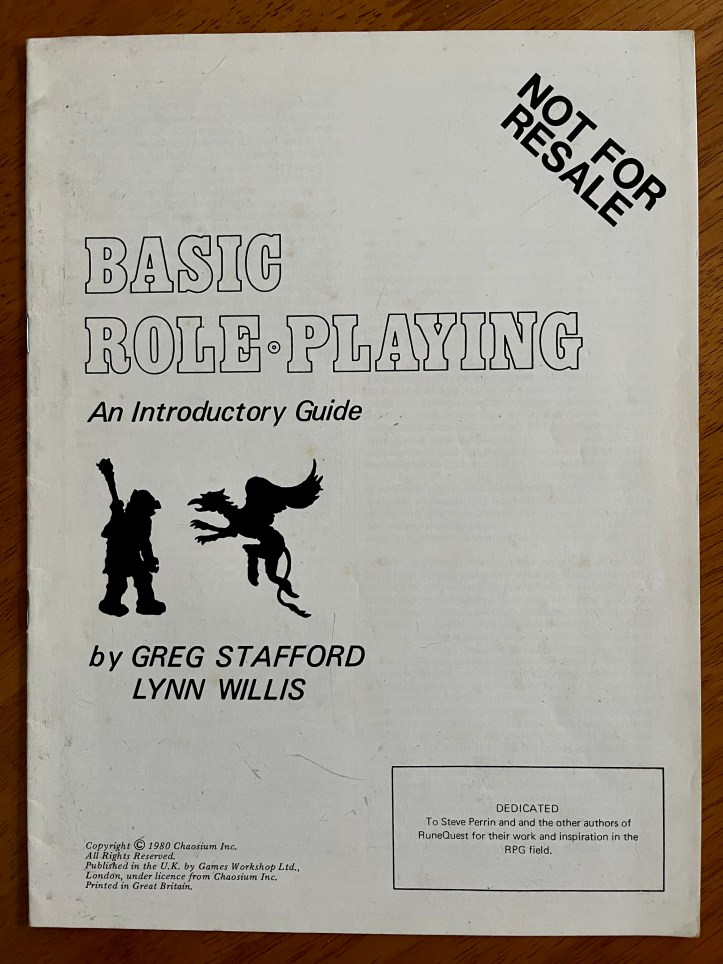 NOT FOR
RESALE
BASIC
ROLE·PLAYING
An Introductory Guide
by GREG STAFFORD
LYNN WILLIS
DEDICATED
To Steve Perrin and and the other authors of
RuneQuest for their work and inspiration in the
RPG field.
Copyright © 1980 Chaosium Inc.
All Rights Reserved.
Published in the U.K. by Games Workshop Ltd.,
London, under licence from Chaosium Inc.
Printed in Great Britain.